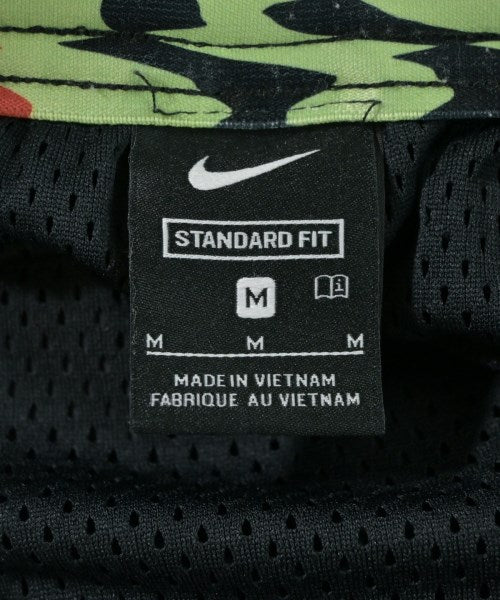 STANDARD FIT
M
M M M
MADE IN VIETNAM
FABRIQUE AU VIETNAM